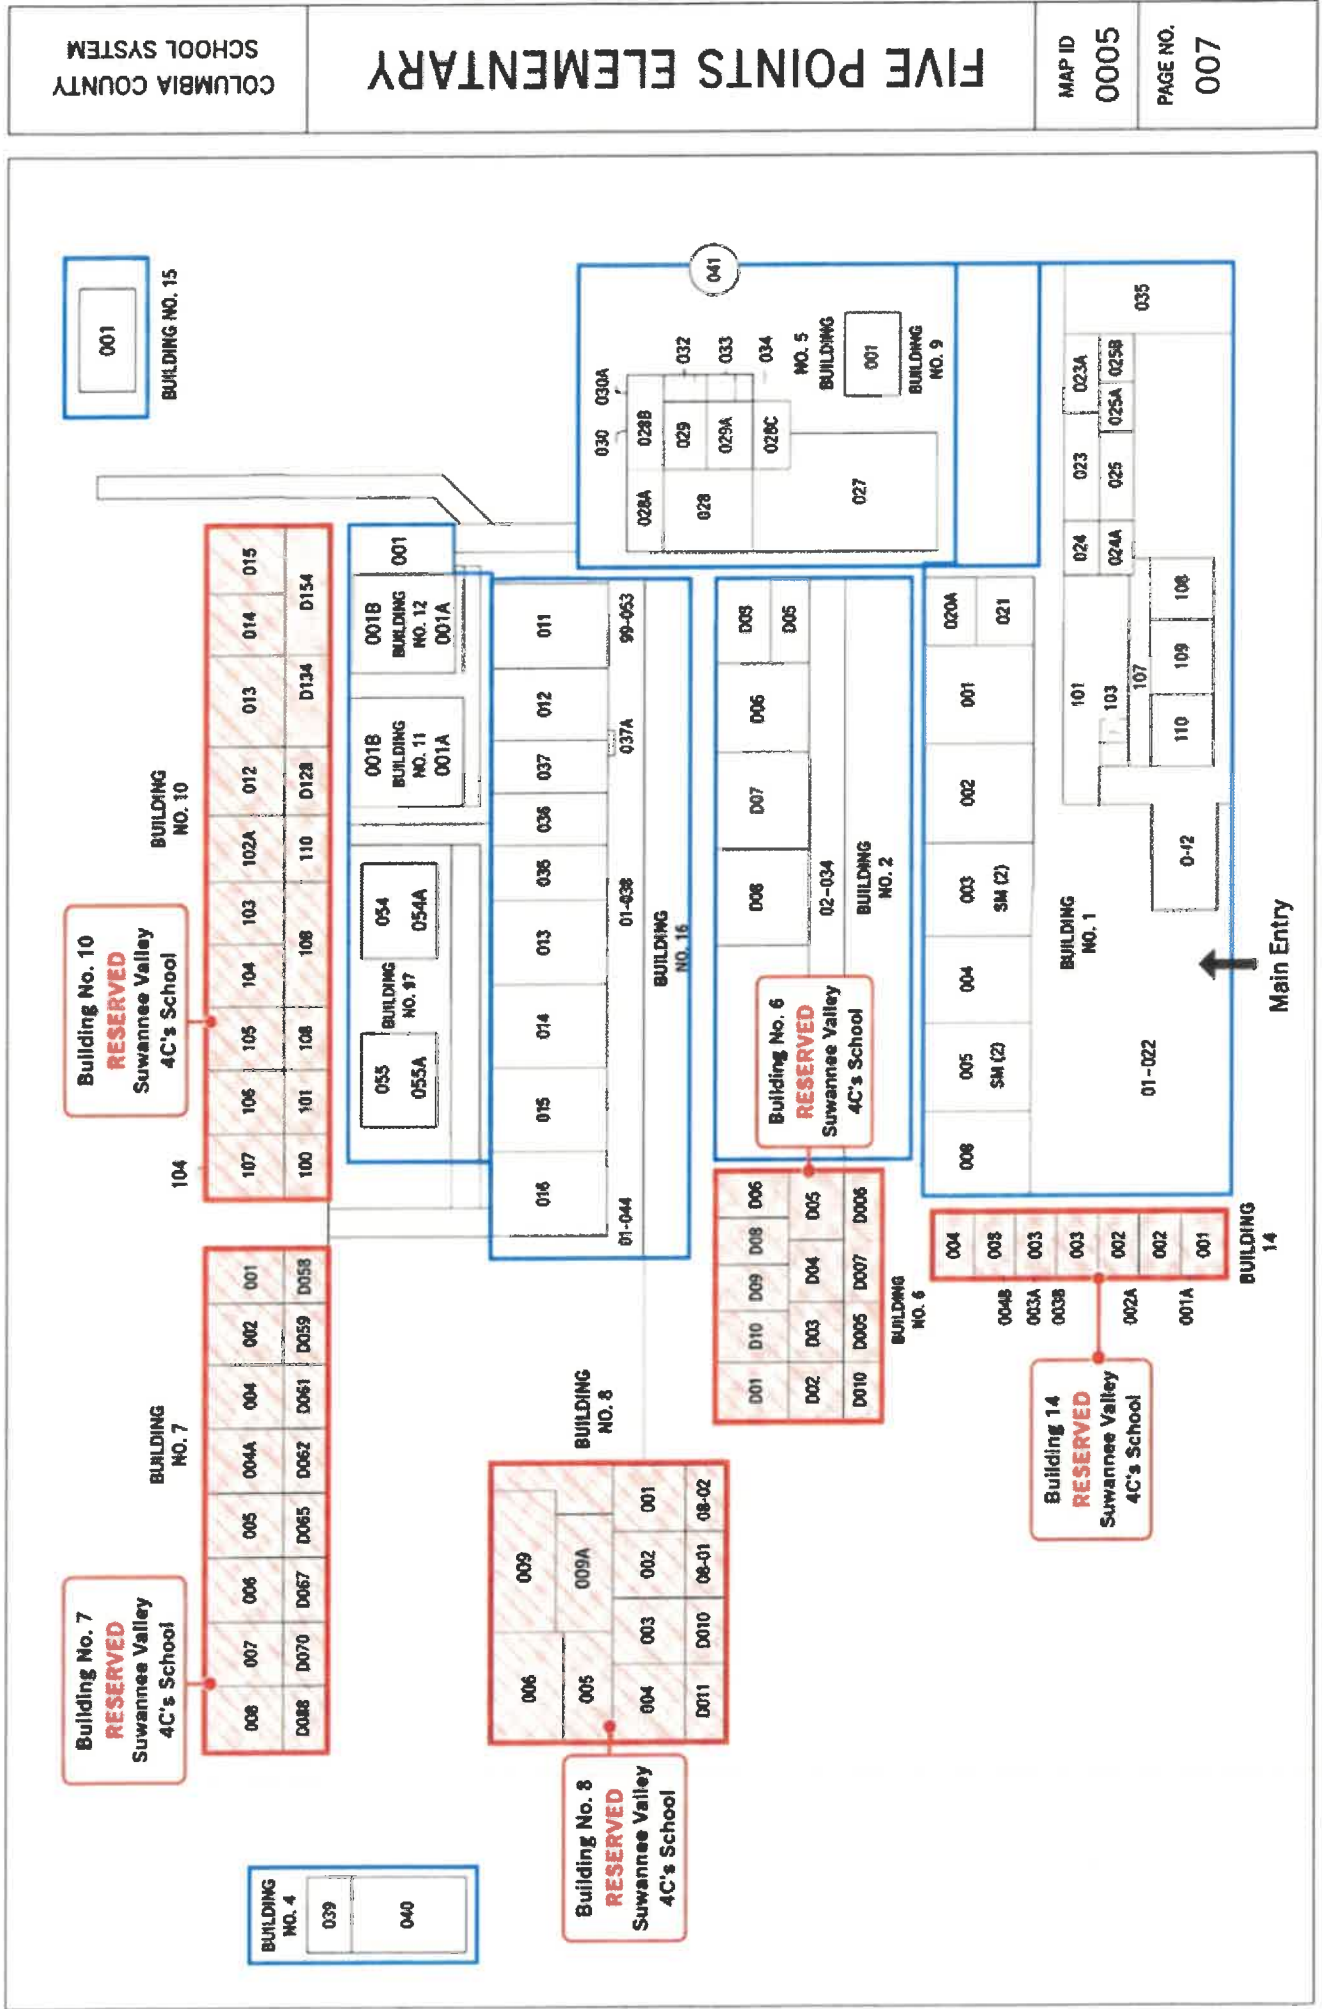 COLUMBIA COUNTY
SCHOOL SYSTEM
FIVE POINTS ELEMENTARY
MAP ID
0005
PAGE NO.
007
001
BUILDING NO. 15
BUILDING
NO. 4
039
040
Building No. 7
RESERVED
Suwannee Valley
4C's School
BUILDING
NO. 7
008
007
006
005
004A
004
002
001
D088
D070
D067
D065
D062
D061
D059
D058
Building No. 10
RESERVED
Suwannee Valley
4C's School
BUILDING
NO. 10
104
107
106
105
104
103
102A
012
013
014
015
100
101
108
108
110
D128
D134
D154
055
055A
BUILDING
054
054A
001B
BUILDING
NO. 11
001A
001B
BUILDING
NO. 12
001A
001
016
015
014
013
035
036
037
012
011
01-044
01-038
037A
99-053
BUILDING
NO. 16
Building No. 8
RESERVED
Suwannee Valley
4C's School
BUILDING
NO. 8
006
009
005
009A
004
003
002
001
D011
D010
08-01
08-02
030
030A
028A
028B
028
029
029A
028C
027
032
033
034
041
NO. 5
BUILDING
001
BUILDING
NO. 9
Building No. 6
RESERVED
Suwannee Valley
4C's School
D01
D10
D09
D08
D06
D02
D03
D04
D05
D010
D005
D007
D006
BUILDING
NO. 6
D08
D07
D06
D05
02-034
BUILDING
NO. 2
008
005
SM (2)
004
003
SM (2)
002
001
020A
021
BUILDING
NO. 1
01-022
101
103
107
110
109
108
024
024A
023
025
023A
025A
025B
035
Main Entry
004
003
003
002
002
001
004B
003A
003B
002A
001A
BUILDING
14
Building 14
RESERVED
Suwannee Valley
4C's School